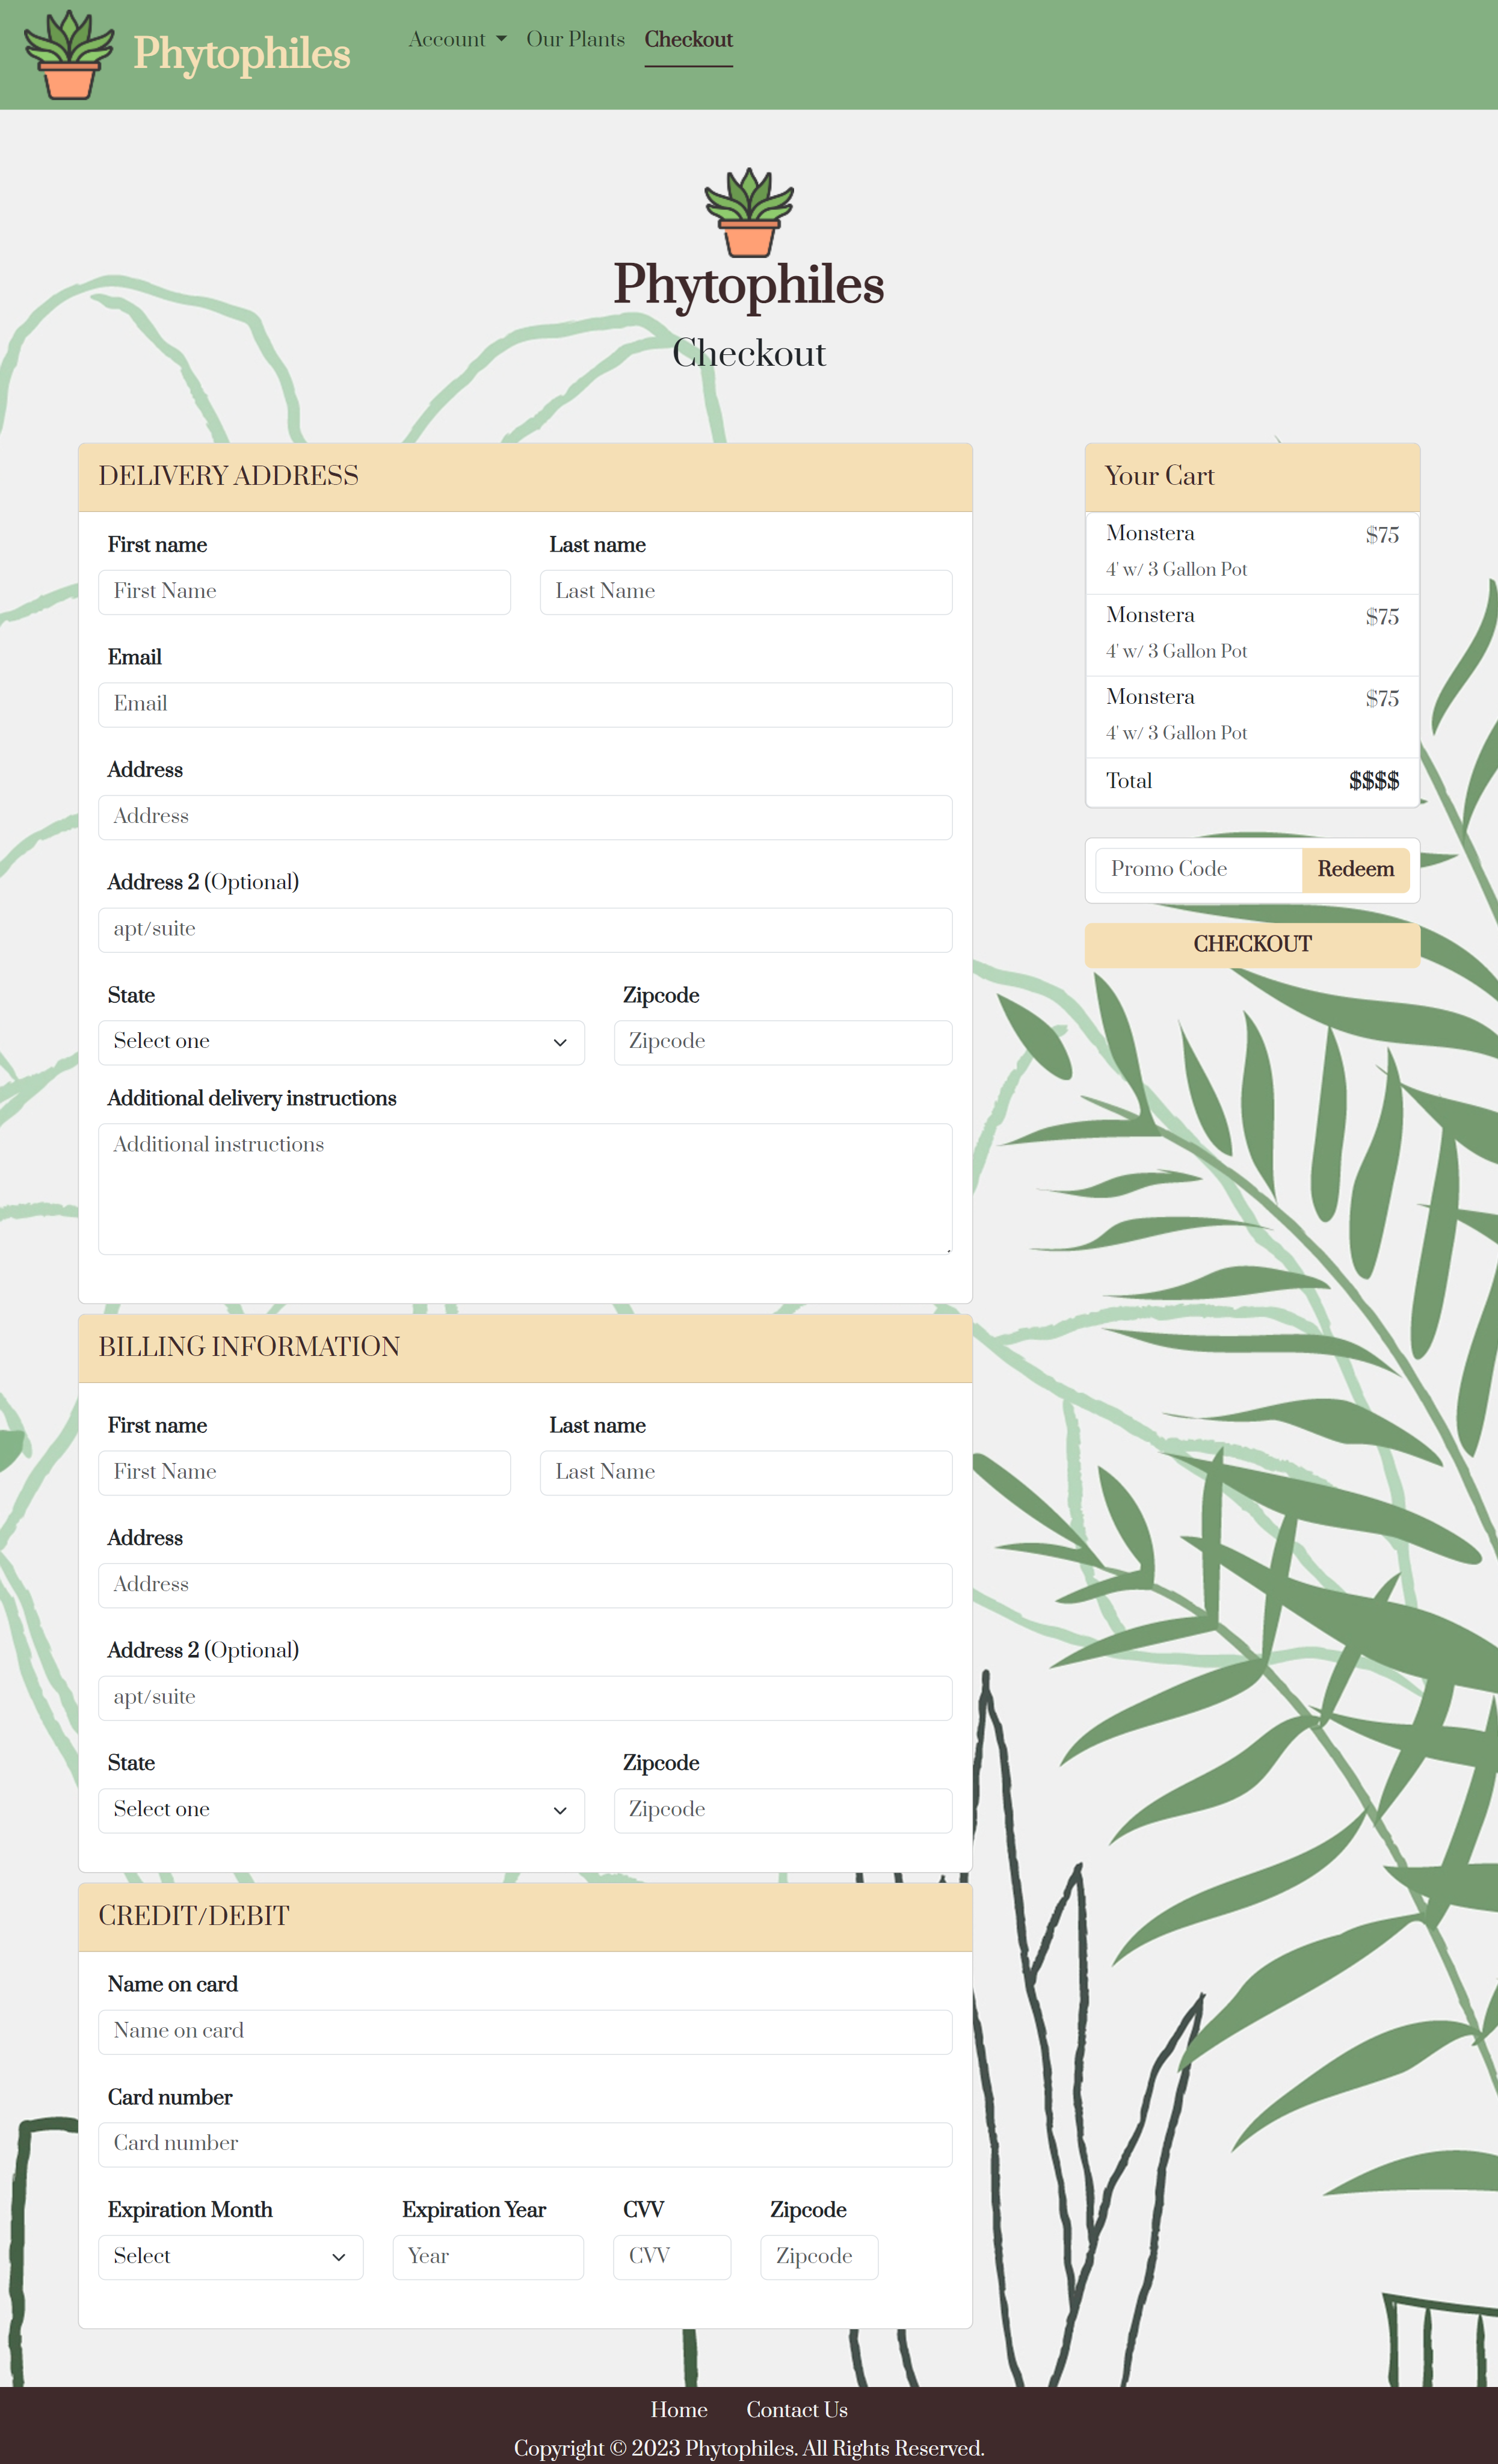 Phytophiles
Account
Our Plants
Checkout
Phytophiles
Checkout
DELIVERY ADDRESS
First name
Last name
First Name
Last Name
Email
Email
Address
Address
Address 2 (Optional)
apt/suite
State
Zipcode
Select one
Zipcode
Additional delivery instructions
Additional instructions
BILLING INFORMATION
First name
Last name
First Name
Last Name
Address
Address
Address 2 (Optional)
apt/suite
State
Zipcode
Select one
Zipcode
CREDIT/DEBIT
Name on card
Name on card
Card number
Card number
Expiration Month
Expiration Year
CVV
Zipcode
Select
Year
CVV
Zipcode
Your Cart
Monstera
$75
4' w/ 3 Gallon Pot
Monstera
$75
4' w/ 3 Gallon Pot
Monstera
$75
4' w/ 3 Gallon Pot
Total
$$$$
Promo Code
Redeem
CHECKOUT
Home
Contact Us
Copyright © 2023 Phytophiles. All Rights Reserved.